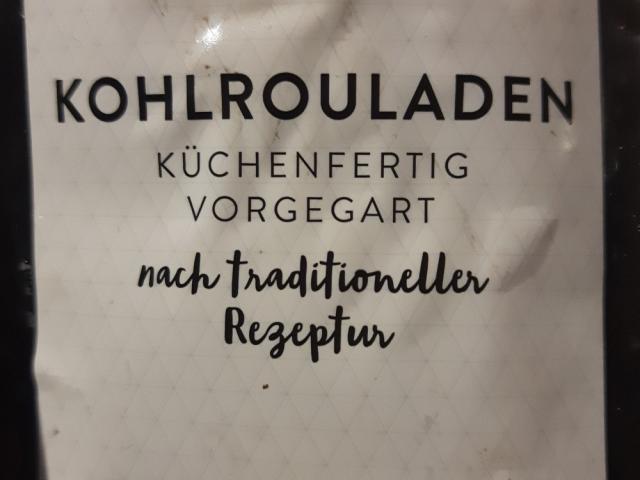 KOHLROULADEN
KÜCHENFERTIG
VORGEGART
nach traditioneller
Rezeptur